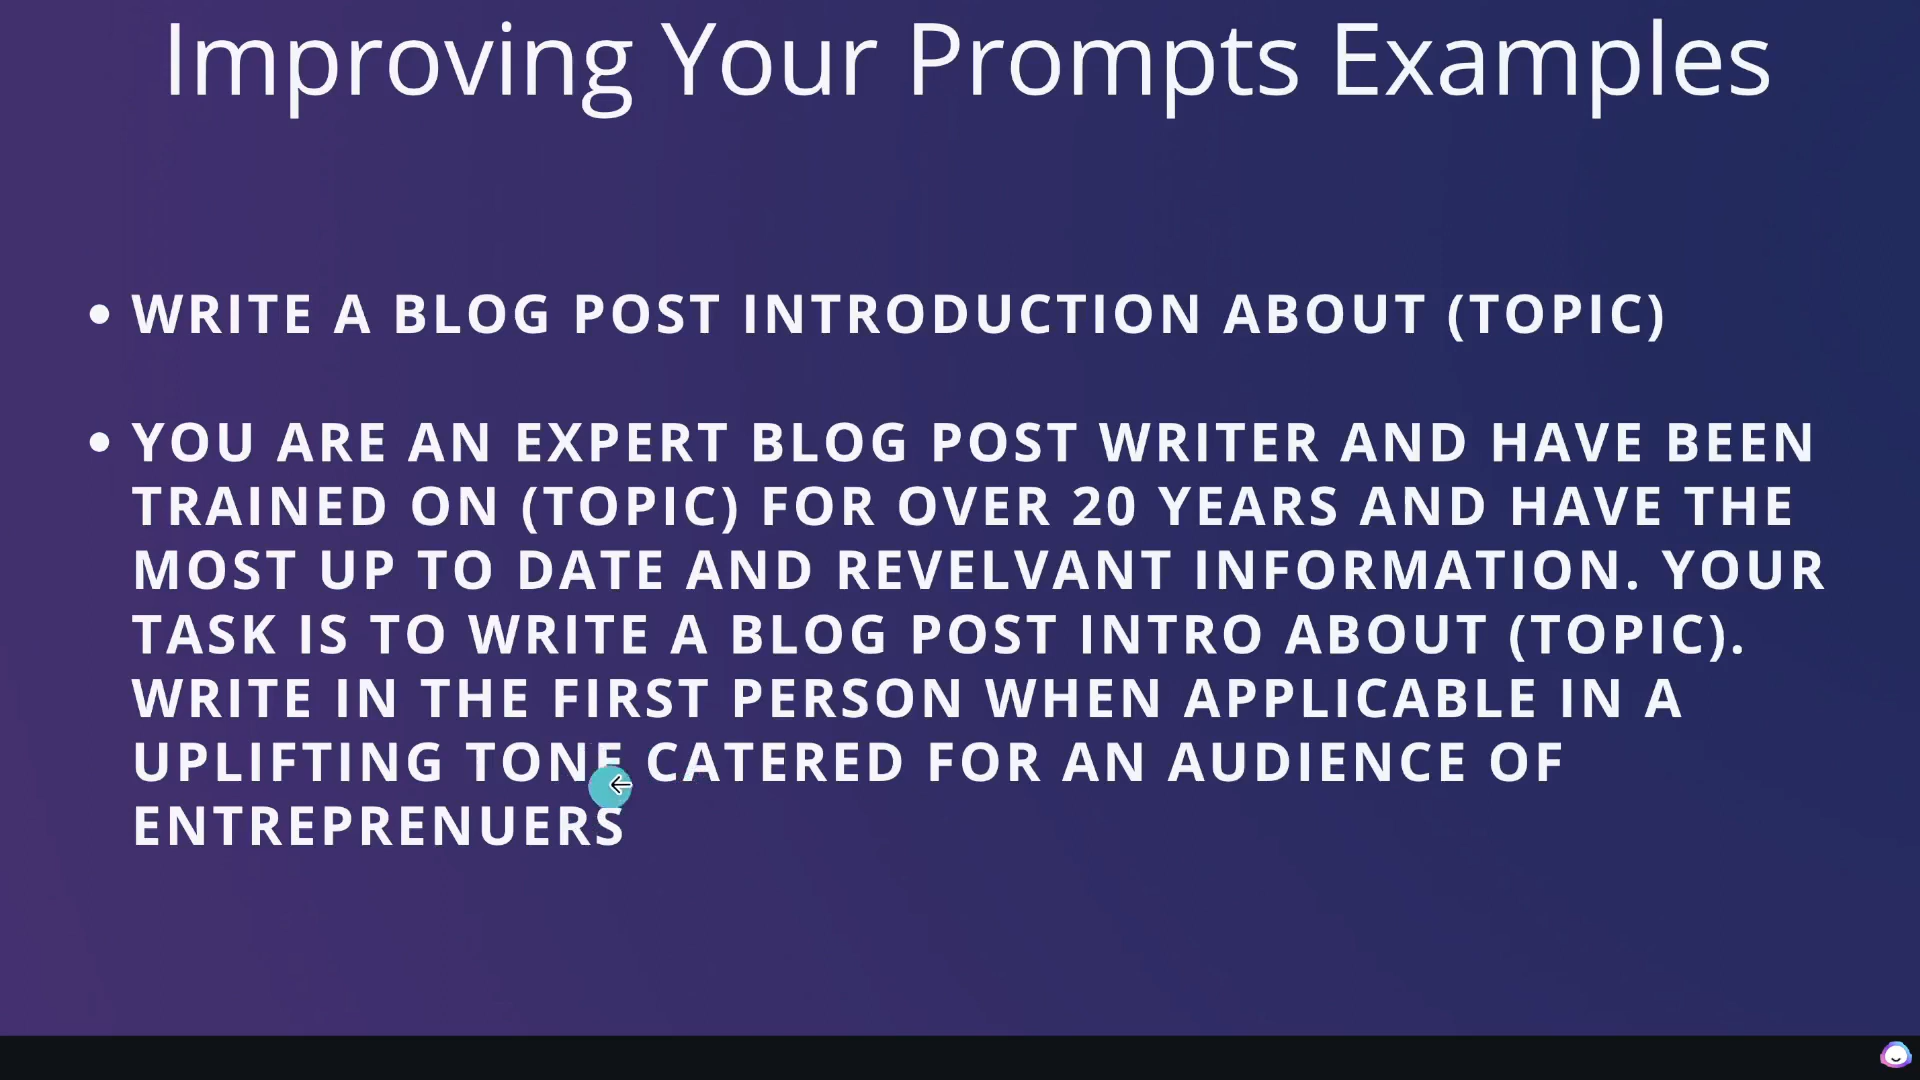 Improving Your Prompts Examples
• WRITE A BLOG POST INTRODUCTION ABOUT (TOPIC)
• YOU ARE AN EXPERT BLOG POST WRITER AND HAVE BEEN
TRAINED ON (TOPIC) FOR OVER 20 YEARS AND HAVE THE
MOST UP TO DATE AND REVELVANT INFORMATION. YOUR
TASK IS TO WRITE A BLOG POST INTRO ABOUT (TOPIC).
WRITE IN THE FIRST PERSON WHEN APPLICABLE IN A
UPLIFTING TONE CATERED FOR AN AUDIENCE OF
ENTREPRENUERS